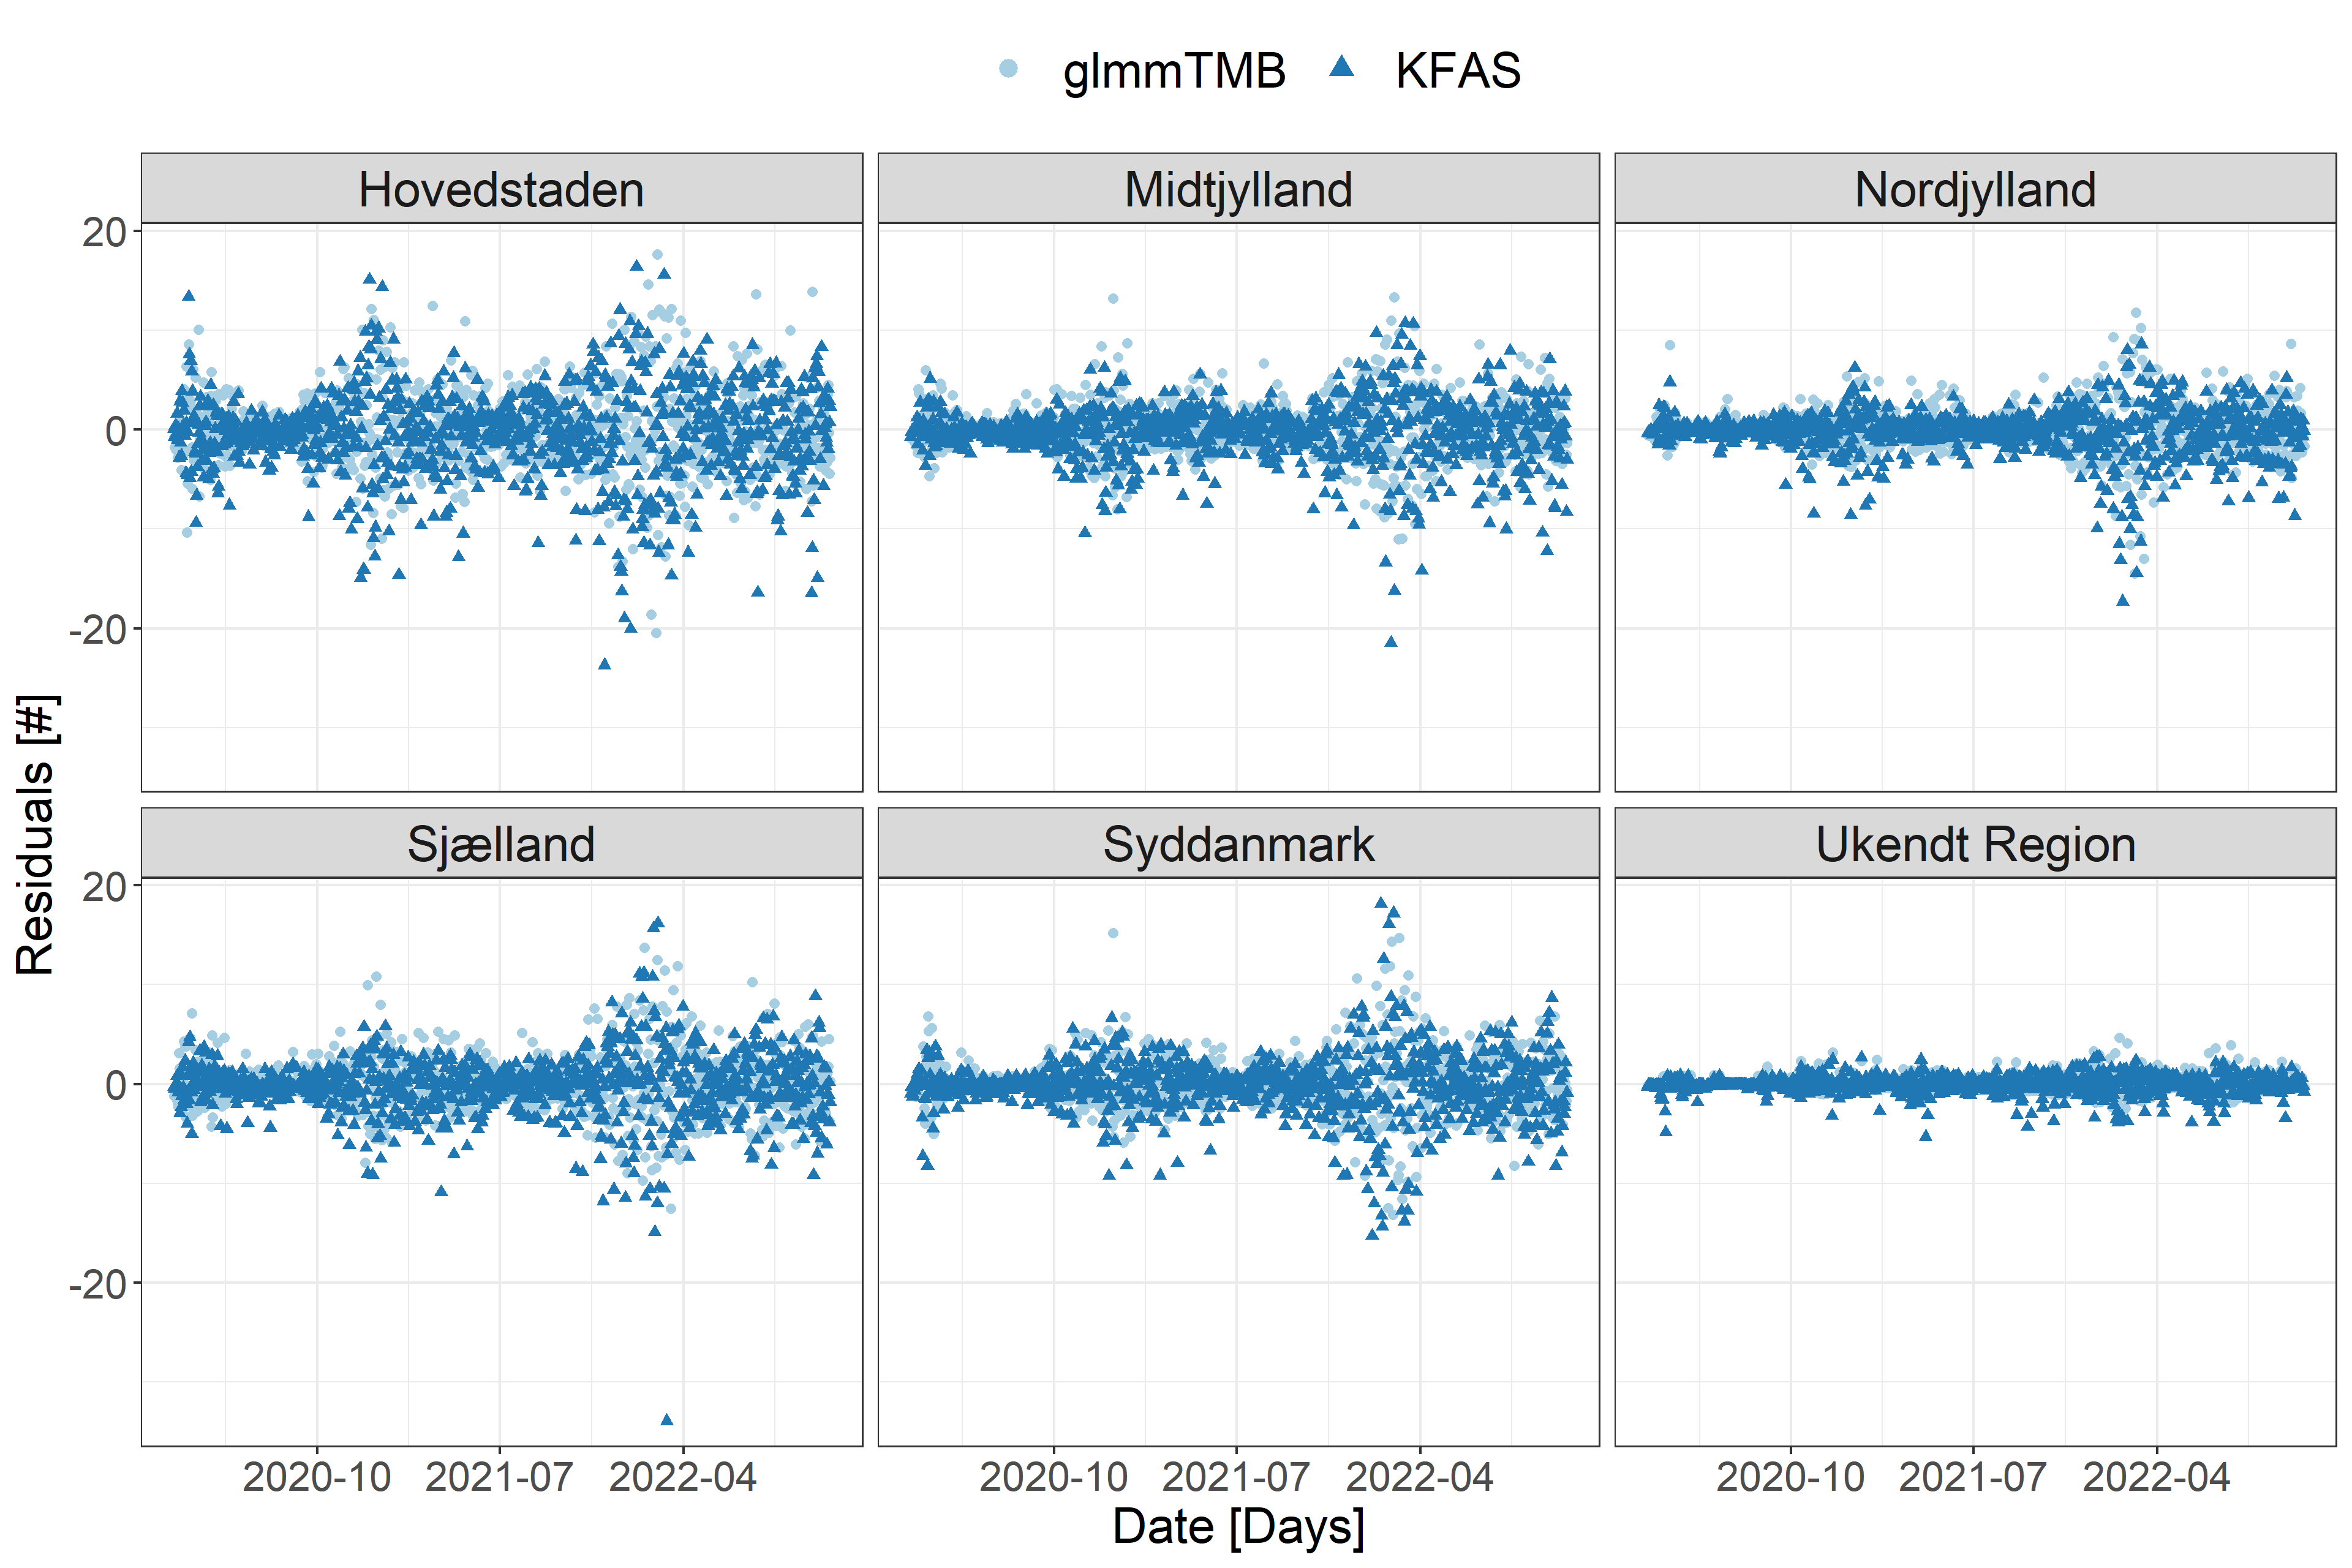 glmmTMB KFAS
Hovedstaden Midtjylland Nordjylland
20
0
-20
Residuals [#]
Sjælland Syddanmark Ukendt Region
20
0
-20
2020-10 2021-07 2022-04 2020-10 2021-07 2022-04 2020-10 2021-07 2022-04
Date [Days]